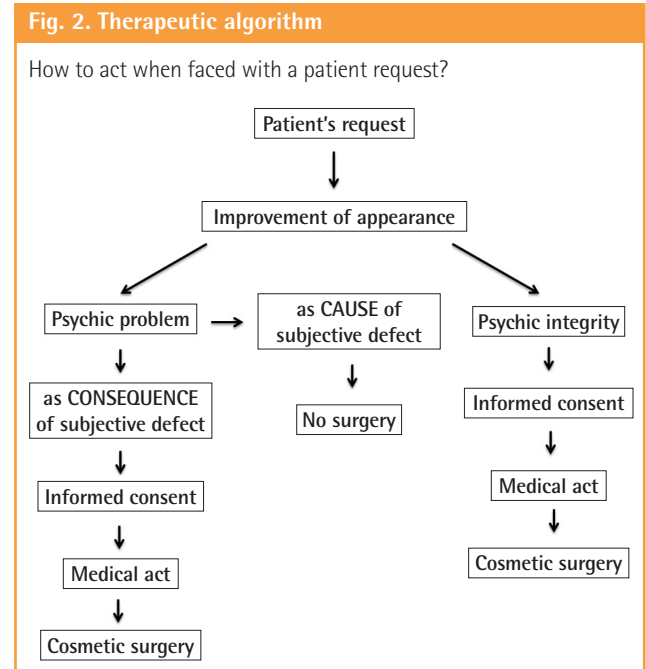 Fig. 2. Therapeutic algorithm
How to act when faced with a patient request?
Patient's request
Improvement of appearance
Psychic problem
as CAUSE of
subjective defect
Psychic integrity
as CONSEQUENCE
of subjective defect
No surgery
Informed consent
Informed consent
Medical act
Medical act
Cosmetic surgery
Cosmetic surgery